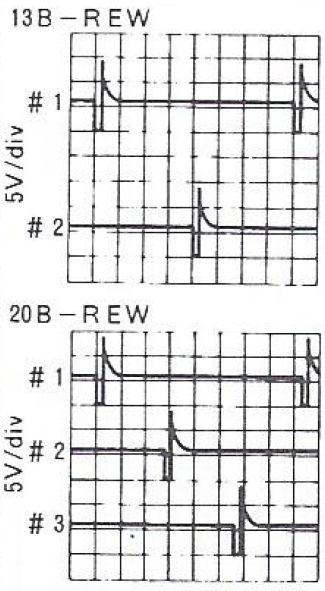 13B-REW
# 1
5V/div
# 2
20B-REW
# 1
5V/div
# 2
# 3